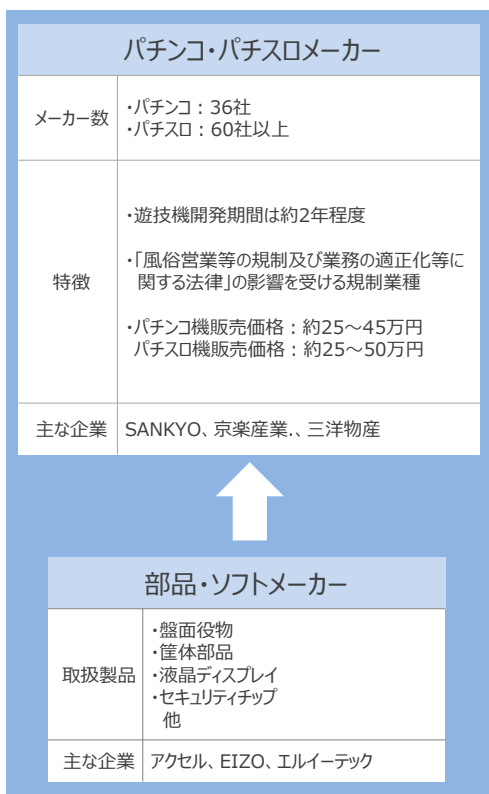 パチンコ・パチスロメーカー
メーカー数
・パチンコ：36社
・パチスロ：60社以上
特徴
・遊技機開発期間は約2年程度
・「風俗営業等の規制及び業務の適正化等に
関する法律」の影響を受ける規制業種
・パチンコ機販売価格：約25～45万円
パチスロ機販売価格：約25～50万円
主な企業
SANKYO、京楽産業.、三洋物産
部品・ソフトメーカー
取扱製品
・盤面役物
・筐体部品
・液晶ディスプレイ
・セキュリティチップ
他
主な企業
アクセル、EIZO、エルイーテック